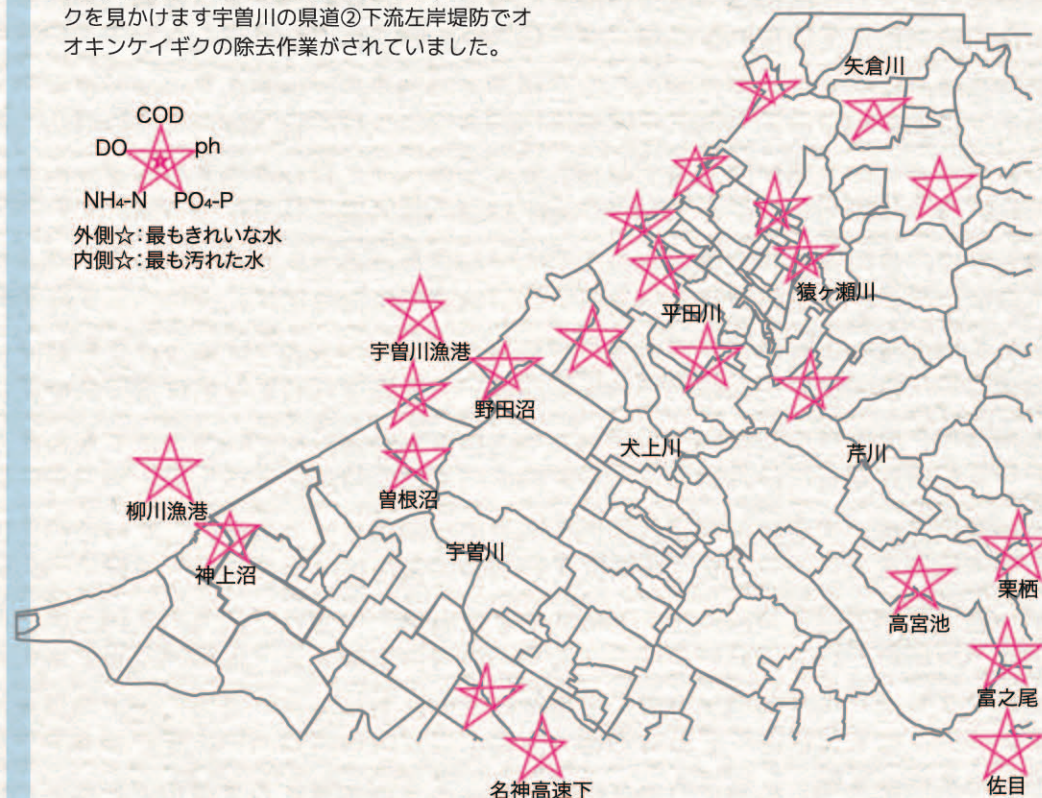 クを見かけます宇曽川の県道②下流左岸堤防でオ
オキンケイギクの除去作業がされていました。
COD
DO
ph
NH₄-N
PO₄-P
外側☆:最もきれいな水
内側☆:最も汚れた水
矢倉川
猿ヶ瀬川
平田川
宇曽川漁港
野田沼
犬上川
芹川
曽根沼
柳川漁港
宇曽川
神上沼
栗栖
高宮池
富之尾
佐目
名神高速下